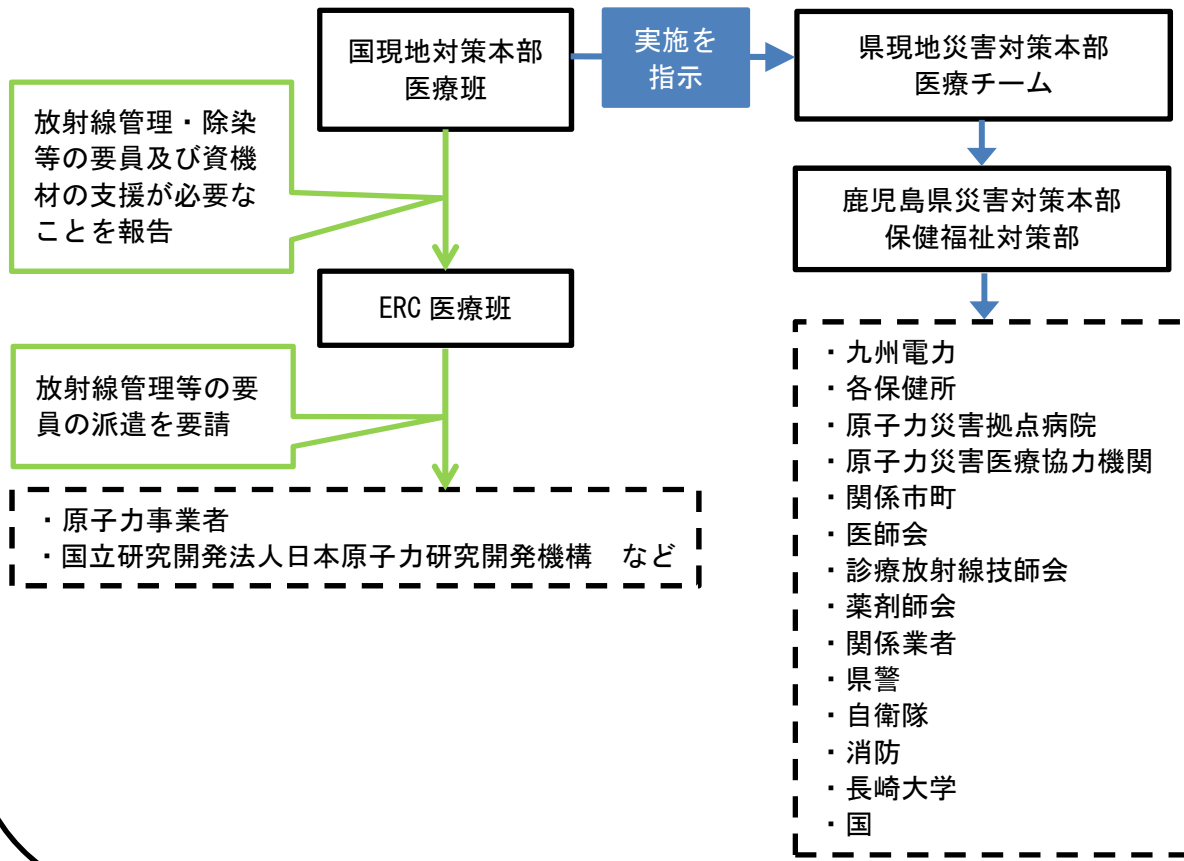 国現地対策本部
医療班
実施を
指示
県現地災害対策本部
医療チーム
放射線管理・除染
等の要員及び資機
材の支援が必要な
ことを報告
鹿児島県災害対策本部
保健福祉対策部
ERC 医療班
放射線管理等の要
員の派遣を要請
・原子力事業者
・国立研究開発法人日本原子力研究開発機構　など
・九州電力
・各保健所
・原子力災害拠点病院
・原子力災害医療協力機関
・関係市町
・医師会
・診療放射線技師会
・薬剤師会
・関係業者
・県警
・自衛隊
・消防
・長崎大学
・国